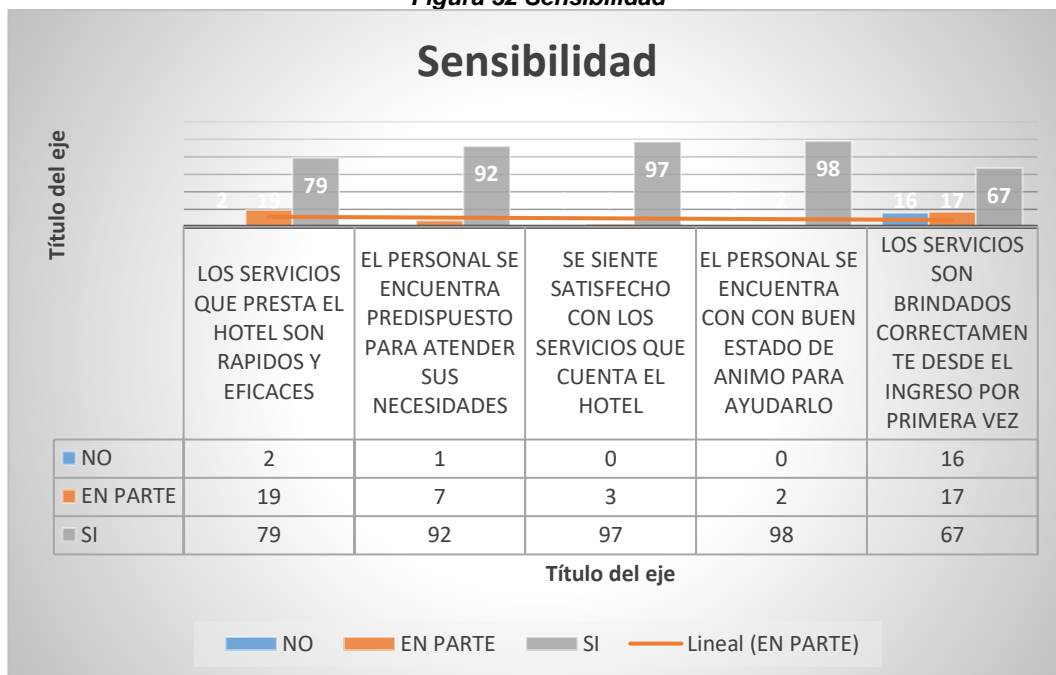 Figura 32 Sensibilidad
Sensibilidad
Título del eje
2 19 79
92
97
2 98
16 17 67
LOS SERVICIOS
QUE PRESTA EL
HOTEL SON
RAPIDOS Y
EFICACES
EL PERSONAL SE
ENCUENTRA
PREDISPUESTO
PARA ATENDER
SUS
NECESIDADES
SE SIENTE
SATISFECHO
CON LOS
SERVICIOS QUE
CUENTA EL
HOTEL
EL PERSONAL SE
ENCUENTRA
CON CON BUEN
ESTADO DE
ANIMO PARA
AYUDARLO
LOS SERVICIOS
SON
BRINDADOS
CORRECTAMEN
TE DESDE EL
INGRESO POR
PRIMERA VEZ
NO 2 1 0 0 16
EN PARTE 19 7 3 2 17
SI 79 92 97 98 67
Título del eje
NO EN PARTE SI Lineal (EN PARTE)